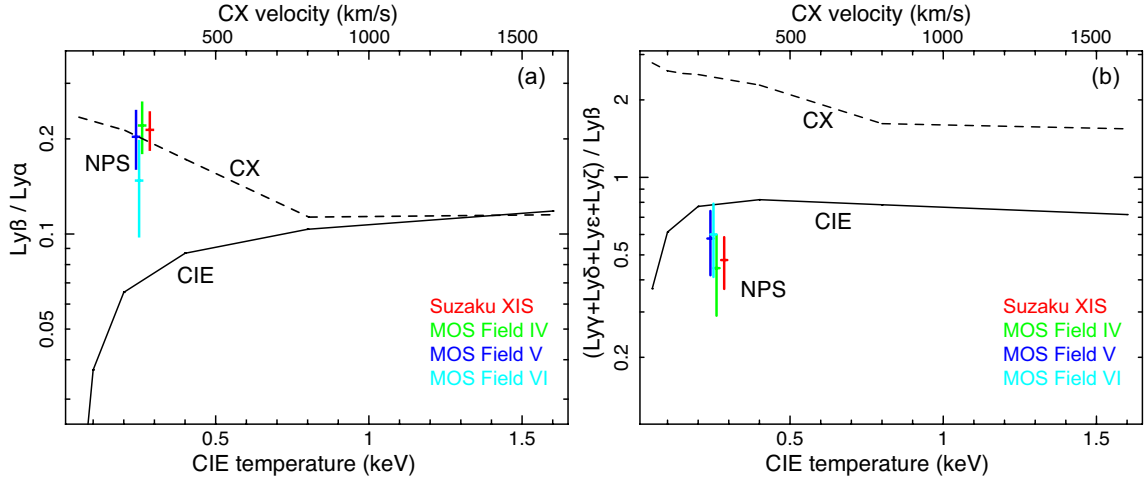 CX velocity (km/s)
500 1000 1500
(a)
0.2
0.1
0.05
Lyß / Lyα
NPS
CX
CIE
Suzaku XIS
MOS Field IV
MOS Field V
MOS Field VI
0.5 1 1.5
CIE temperature (keV)
CX velocity (km/s)
500 1000 1500
(b)
2
1
0.5
0.2
(Lyγ+Lyδ+Lyε+Lyζ) / Lyß
CX
CIE
NPS
Suzaku XIS
MOS Field IV
MOS Field V
MOS Field VI
0.5 1 1.5
CIE temperature (keV)